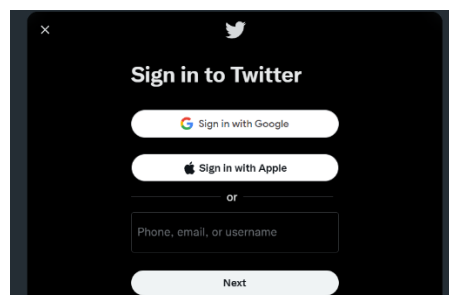 Sign in to Twitter
Sign in with Google
Sign in with Apple
or
Phone, email, or username
Next